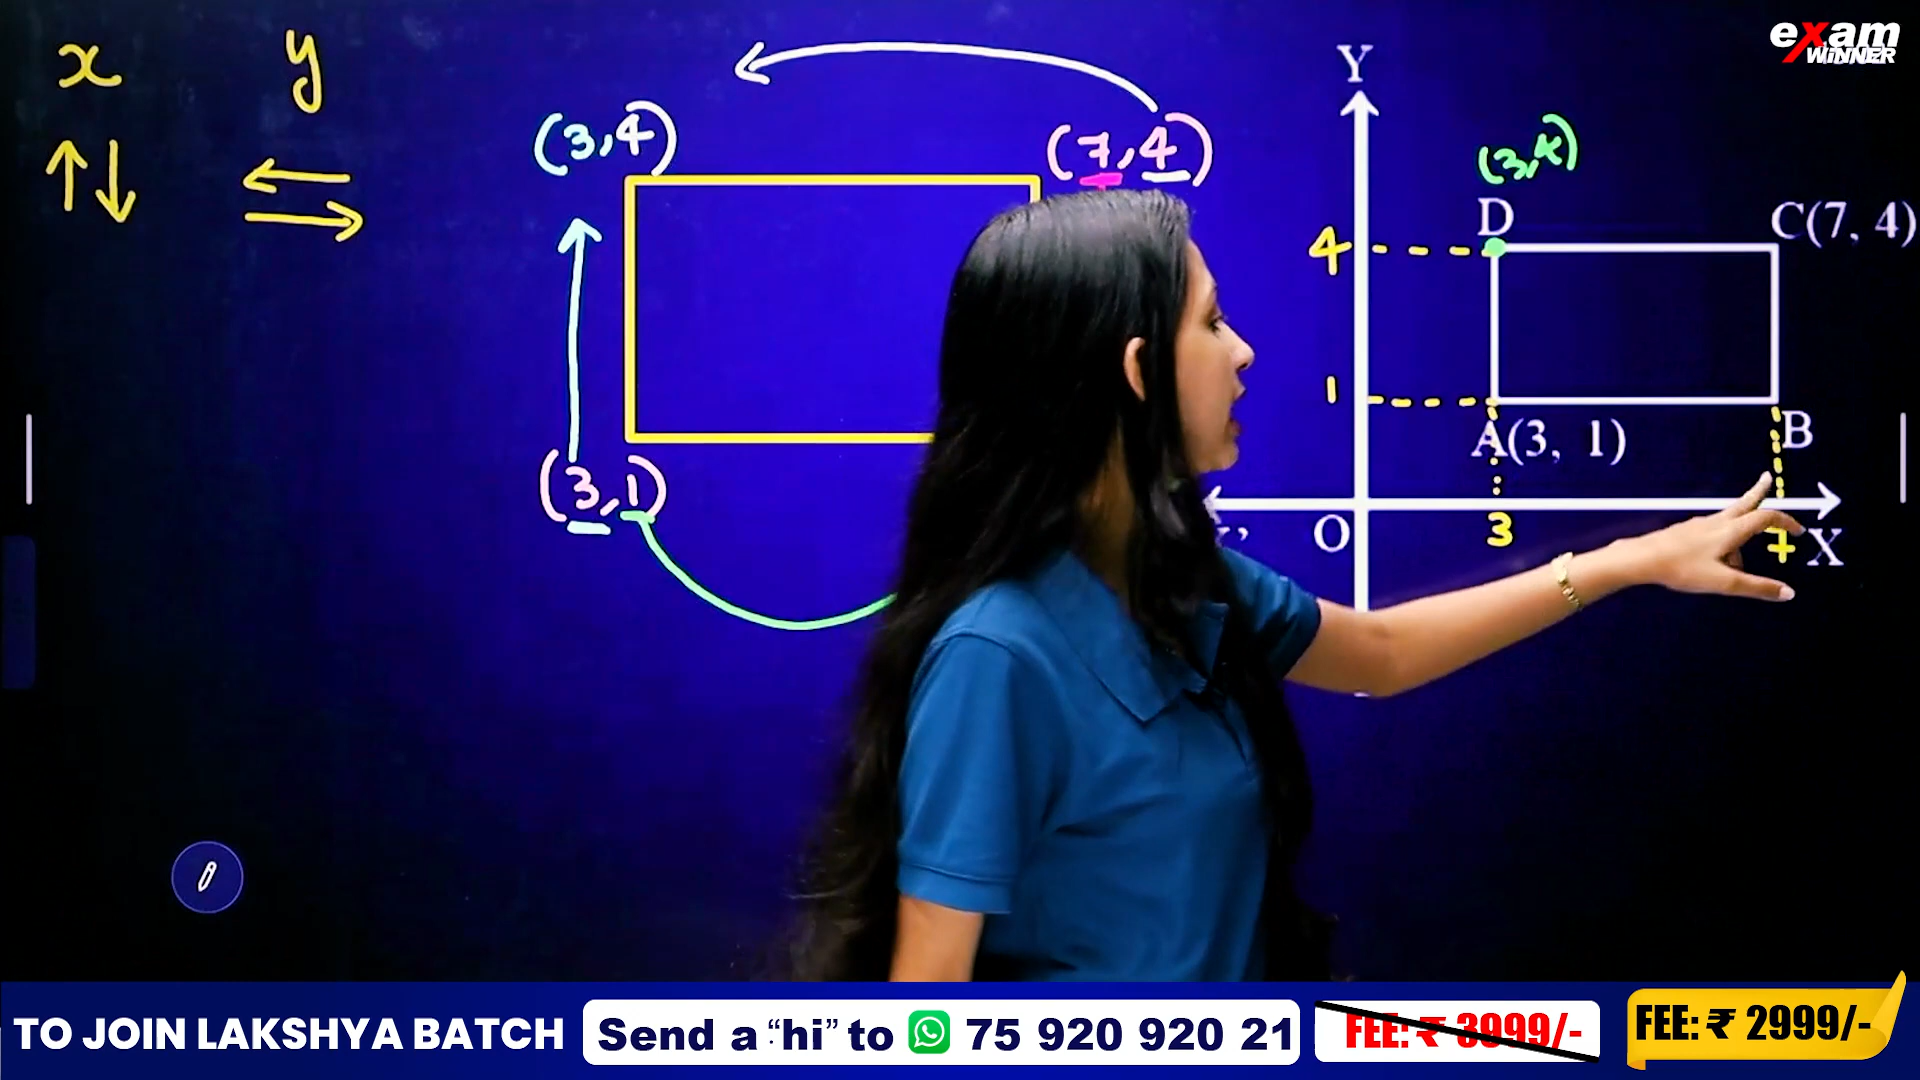 x y
(3,4)
(7,4)
(3,1)
Y
(3,4)
D
C(7, 4)
4
1
A(3, 1)
B
O
3
7
X
exam
WiNNER
TO JOIN LAKSHYA BATCH
Send a “hi” to 75 920 920 21
FEE: ₹ 3999/-
FEE: ₹ 2999/-